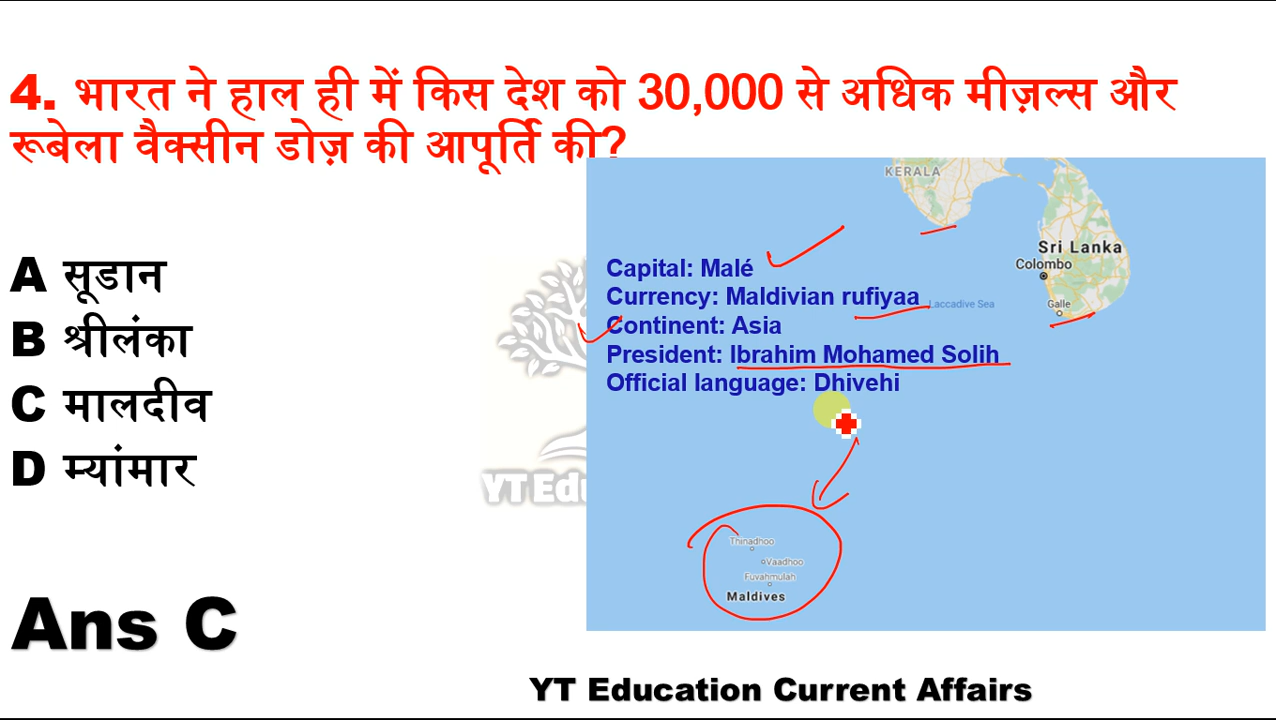 4. भारत ने हाल ही में किस देश को 30,000 से अधिक मीज़ल्स और
रूबेला वैक्सीन डोज़ की आपूर्ति की?
A सूडान
B श्रीलंका
C मालदीव
D म्यांमार
Ans C
KERALA
Sri Lanka
Colombo
Laccadive Sea
Galle
Capital: Malé
Currency: Maldivian rufiyaa
Continent: Asia
President: Ibrahim Mohamed Solih
Official language: Dhivehi
Thinadhoo
Vaadhoo
Fuvahmulah
Maldives
YT
YT Education Current Affairs